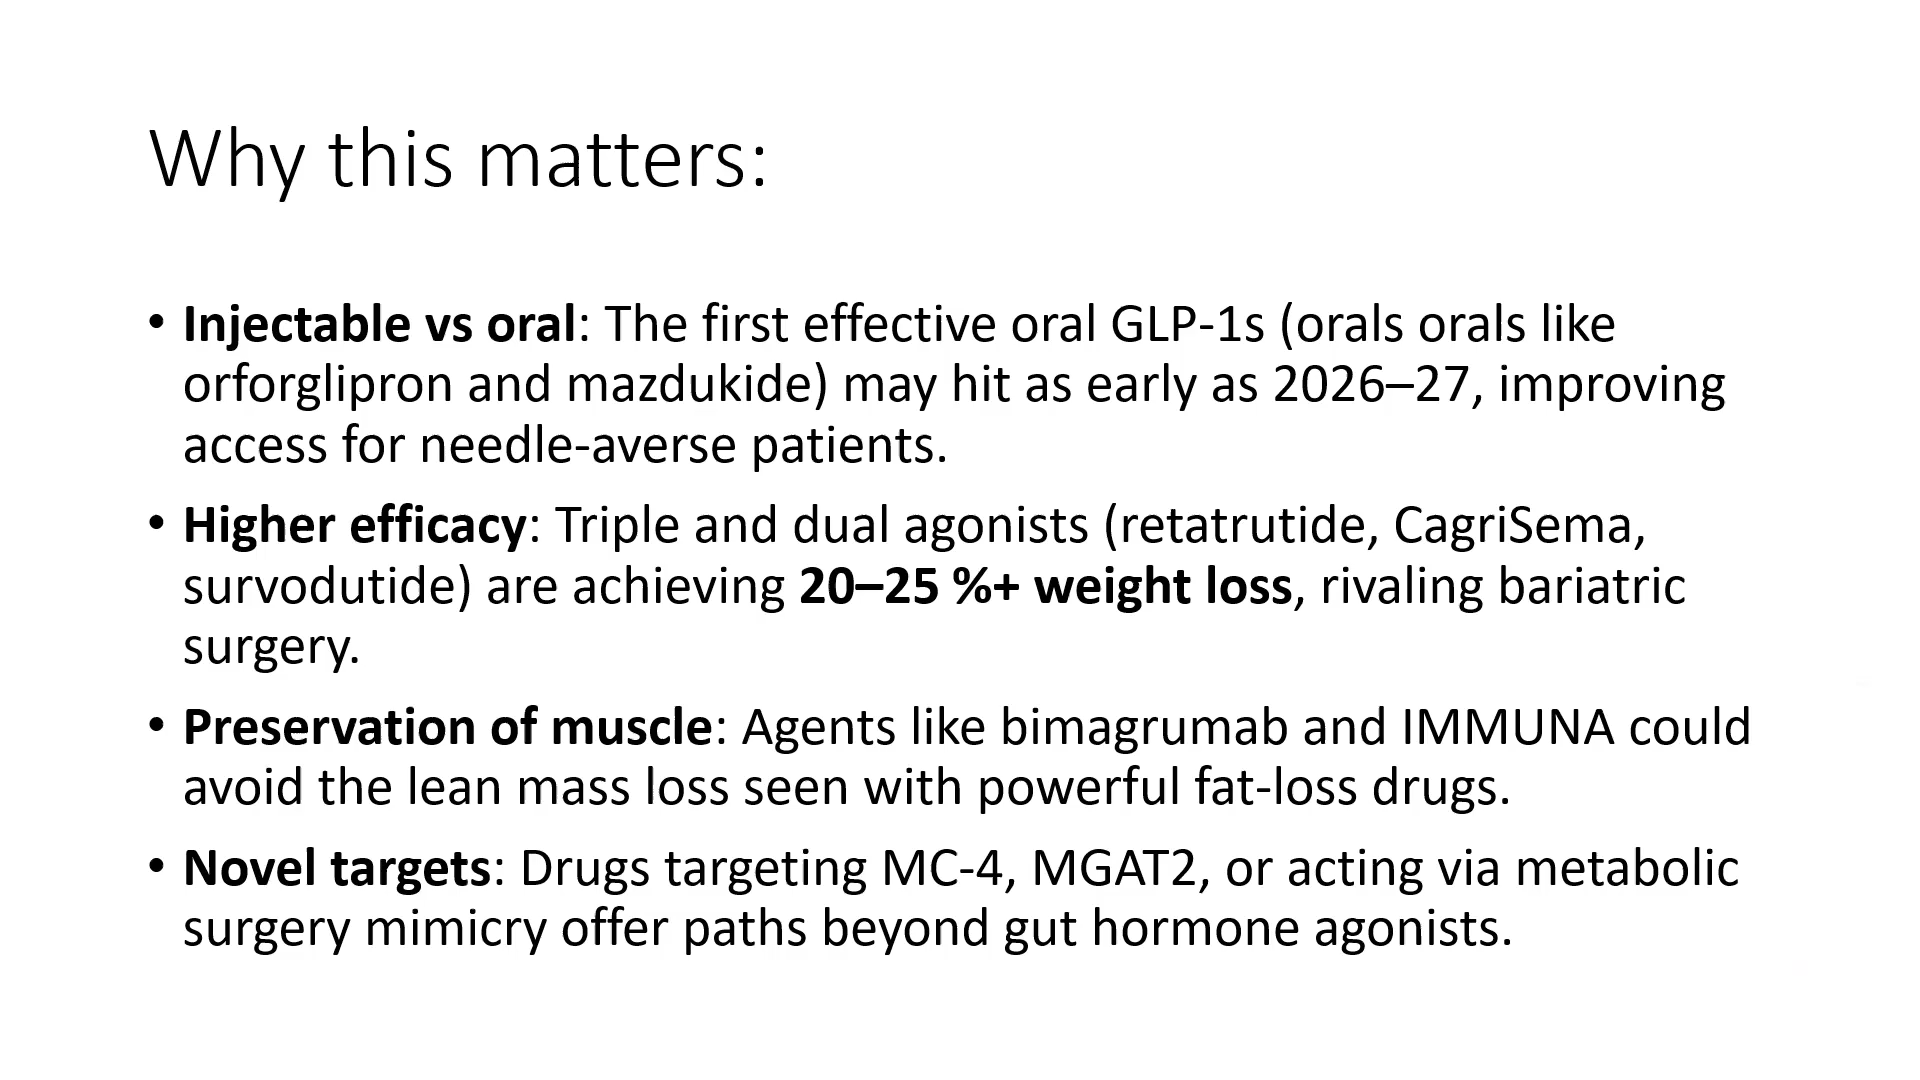 Why this matters:
• Injectable vs oral: The first effective oral GLP-1s (orals orals like
orforglipron and mazdukide) may hit as early as 2026–27, improving
access for needle-averse patients.
• Higher efficacy: Triple and dual agonists (retatrutide, CagriSema,
survodutide) are achieving 20–25 %+ weight loss, rivaling bariatric
surgery.
• Preservation of muscle: Agents like bimagrumab and IMMUNA could
avoid the lean mass loss seen with powerful fat-loss drugs.
• Novel targets: Drugs targeting MC-4, MGAT2, or acting via metabolic
surgery mimicry offer paths beyond gut hormone agonists.